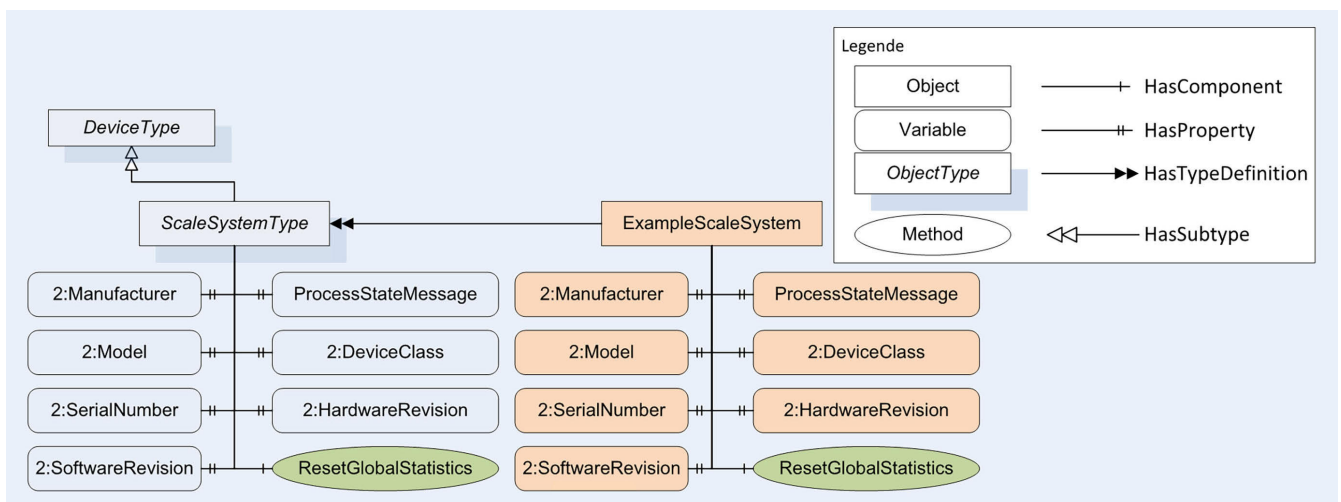 Legende
Object
HasComponent
Variable
HasProperty
ObjectType
HasTypeDefinition
Method
HasSubtype
DeviceType
ScaleSystemType
ExampleScaleSystem
2:Manufacturer
ProcessStateMessage
2:Manufacturer
ProcessStateMessage
2:Model
2:DeviceClass
2:Model
2:DeviceClass
2:SerialNumber
2:HardwareRevision
2:SerialNumber
2:HardwareRevision
2:SoftwareRevision
ResetGlobalStatistics
2:SoftwareRevision
ResetGlobalStatistics